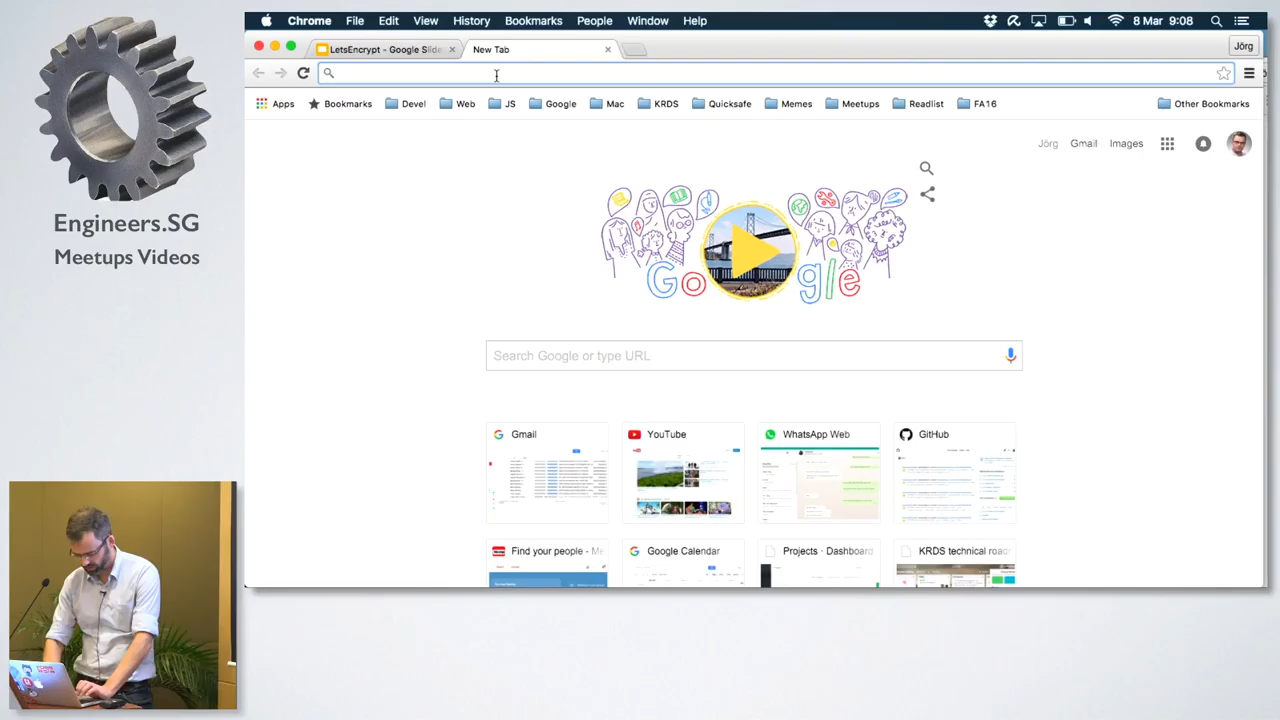 Chrome File Edit View History Bookmarks People Window Help 8 Mar 9:08
LetsEncrypt - Google Slide
New Tab
Jörg
Apps Bookmarks Devel Web JS Google Mac KRDS Quicksafe Memes Meetups Readlist FA16 Other Bookmarks
Jörg Gmail Images
Engineers.SG
Meetups Videos
Go gle
Search Google or type URL
Gmail YouTube WhatsApp Web GitHub
Find your people - Me Google Calendar Projects · Dashboard KRDS technical road